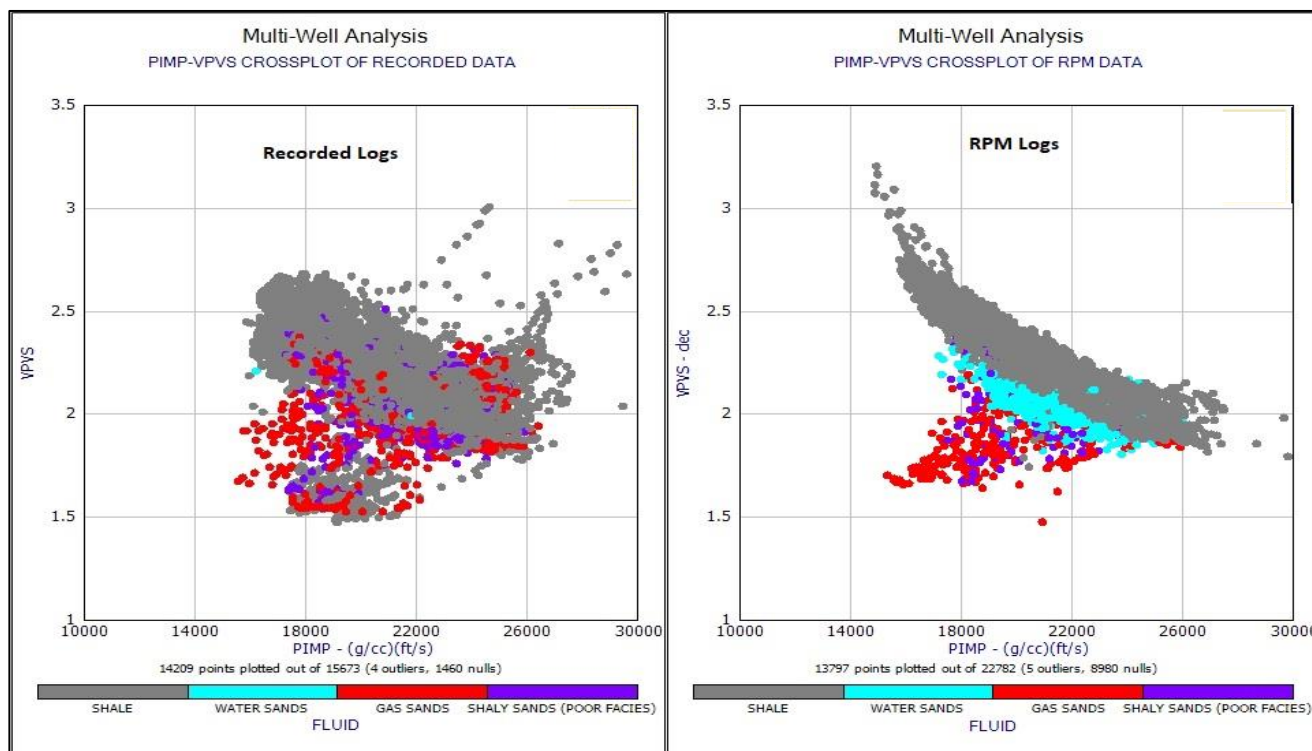 Multi-Well Analysis
PIMP-VPVS CROSSPLOT OF RECORDED DATA
3.5
Recorded Logs
3
2.5
VPVS
2
1.5
1
10000 14000 18000 22000 26000 30000
PIMP - (g/cc)(ft/s)
14209 points plotted out of 15673 (4 outliers, 1460 nulls)
SHALE WATER SANDS GAS SANDS SHALY SANDS (POOR FACIES)
FLUID
Multi-Well Analysis
PIMP-VPVS CROSSPLOT OF RPM DATA
3.5
RPM Logs
3
2.5
VPVS - dec
2
1.5
1
10000 14000 18000 22000 26000 30000
PIMP - (g/cc)(ft/s)
13797 points plotted out of 22782 (5 outliers, 8980 nulls)
SHALE WATER SANDS GAS SANDS SHALY SANDS (POOR FACIES)
FLUID